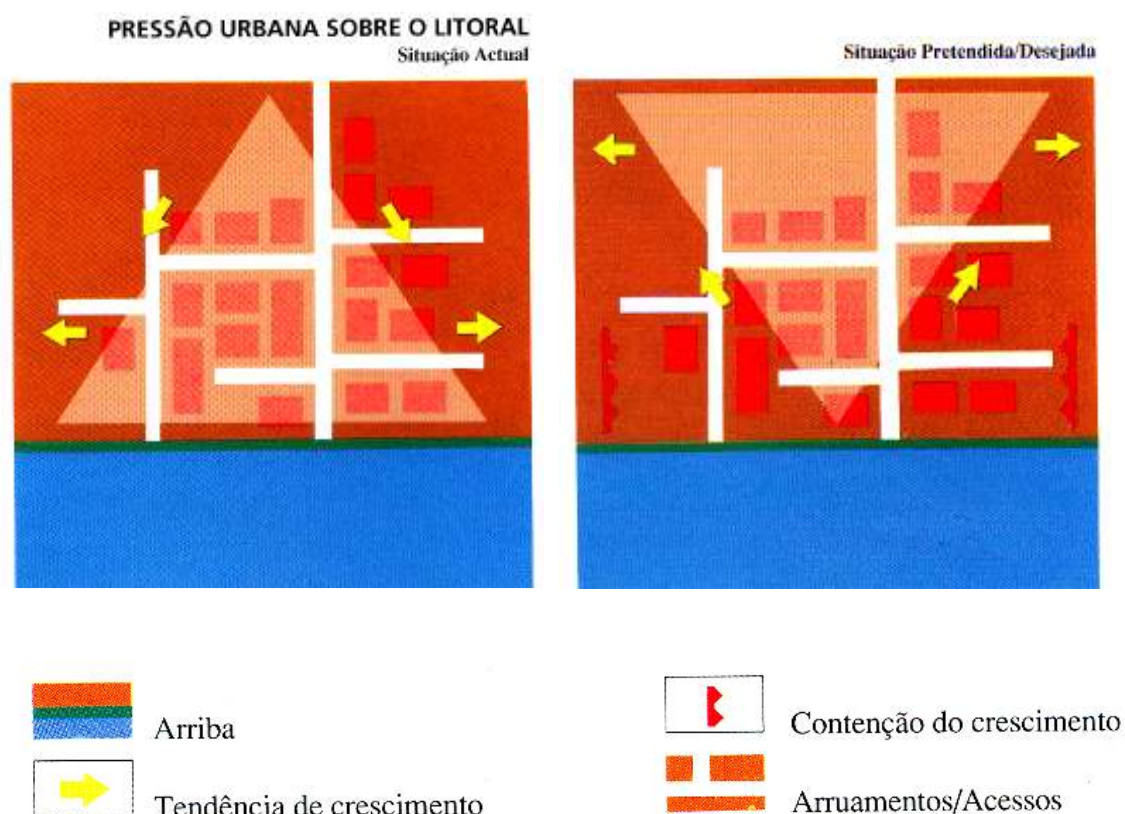 PRESSÃO URBANA SOBRE O LITORAL
Situação Actual
Situação Pretendida/Desejada
Arriba
Contenção do crescimento
Tendência de crescimento
Arruamentos/Acessos